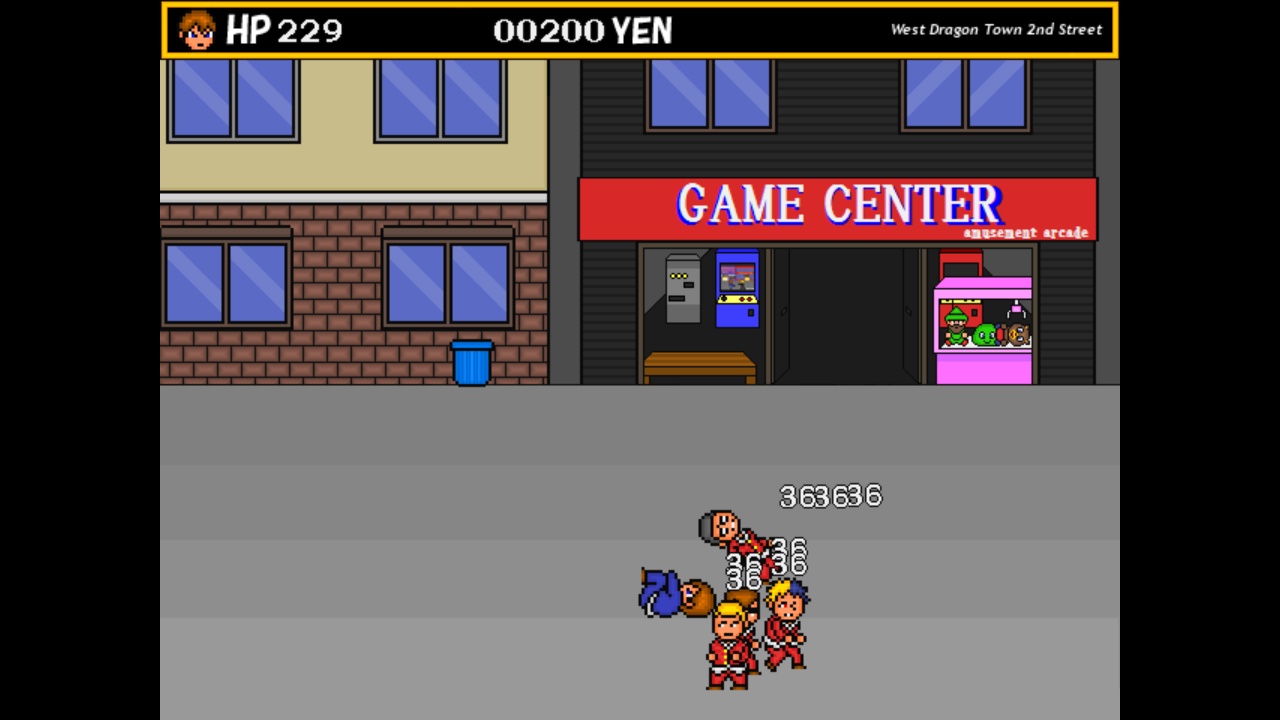 HP 229
00200 YEN
West Dragon Town 2nd Street
GAME CENTER
amusement arcade
363636
36
36 36
36